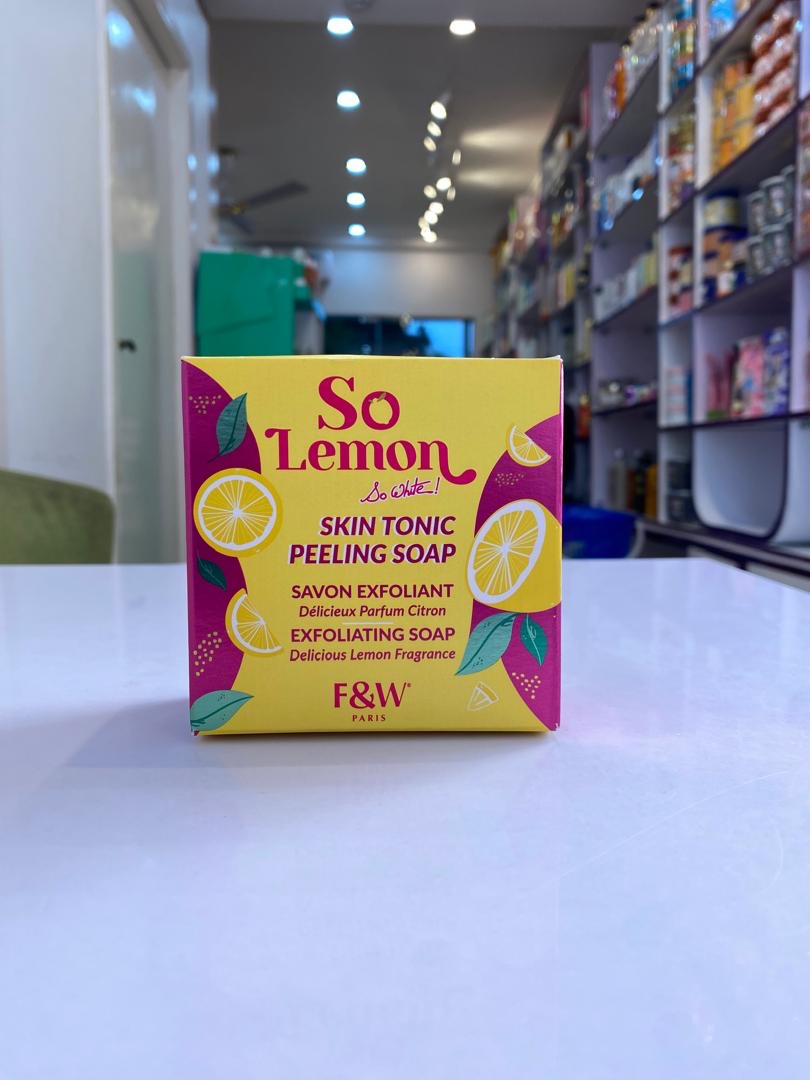 So
Lemon
So White!
SKIN TONIC
PEELING SOAP
SAVON EXFOLIANT
Délicieux Parfum Citron
EXFOLIATING SOAP
Delicious Lemon Fragrance
F&W®
PARIS